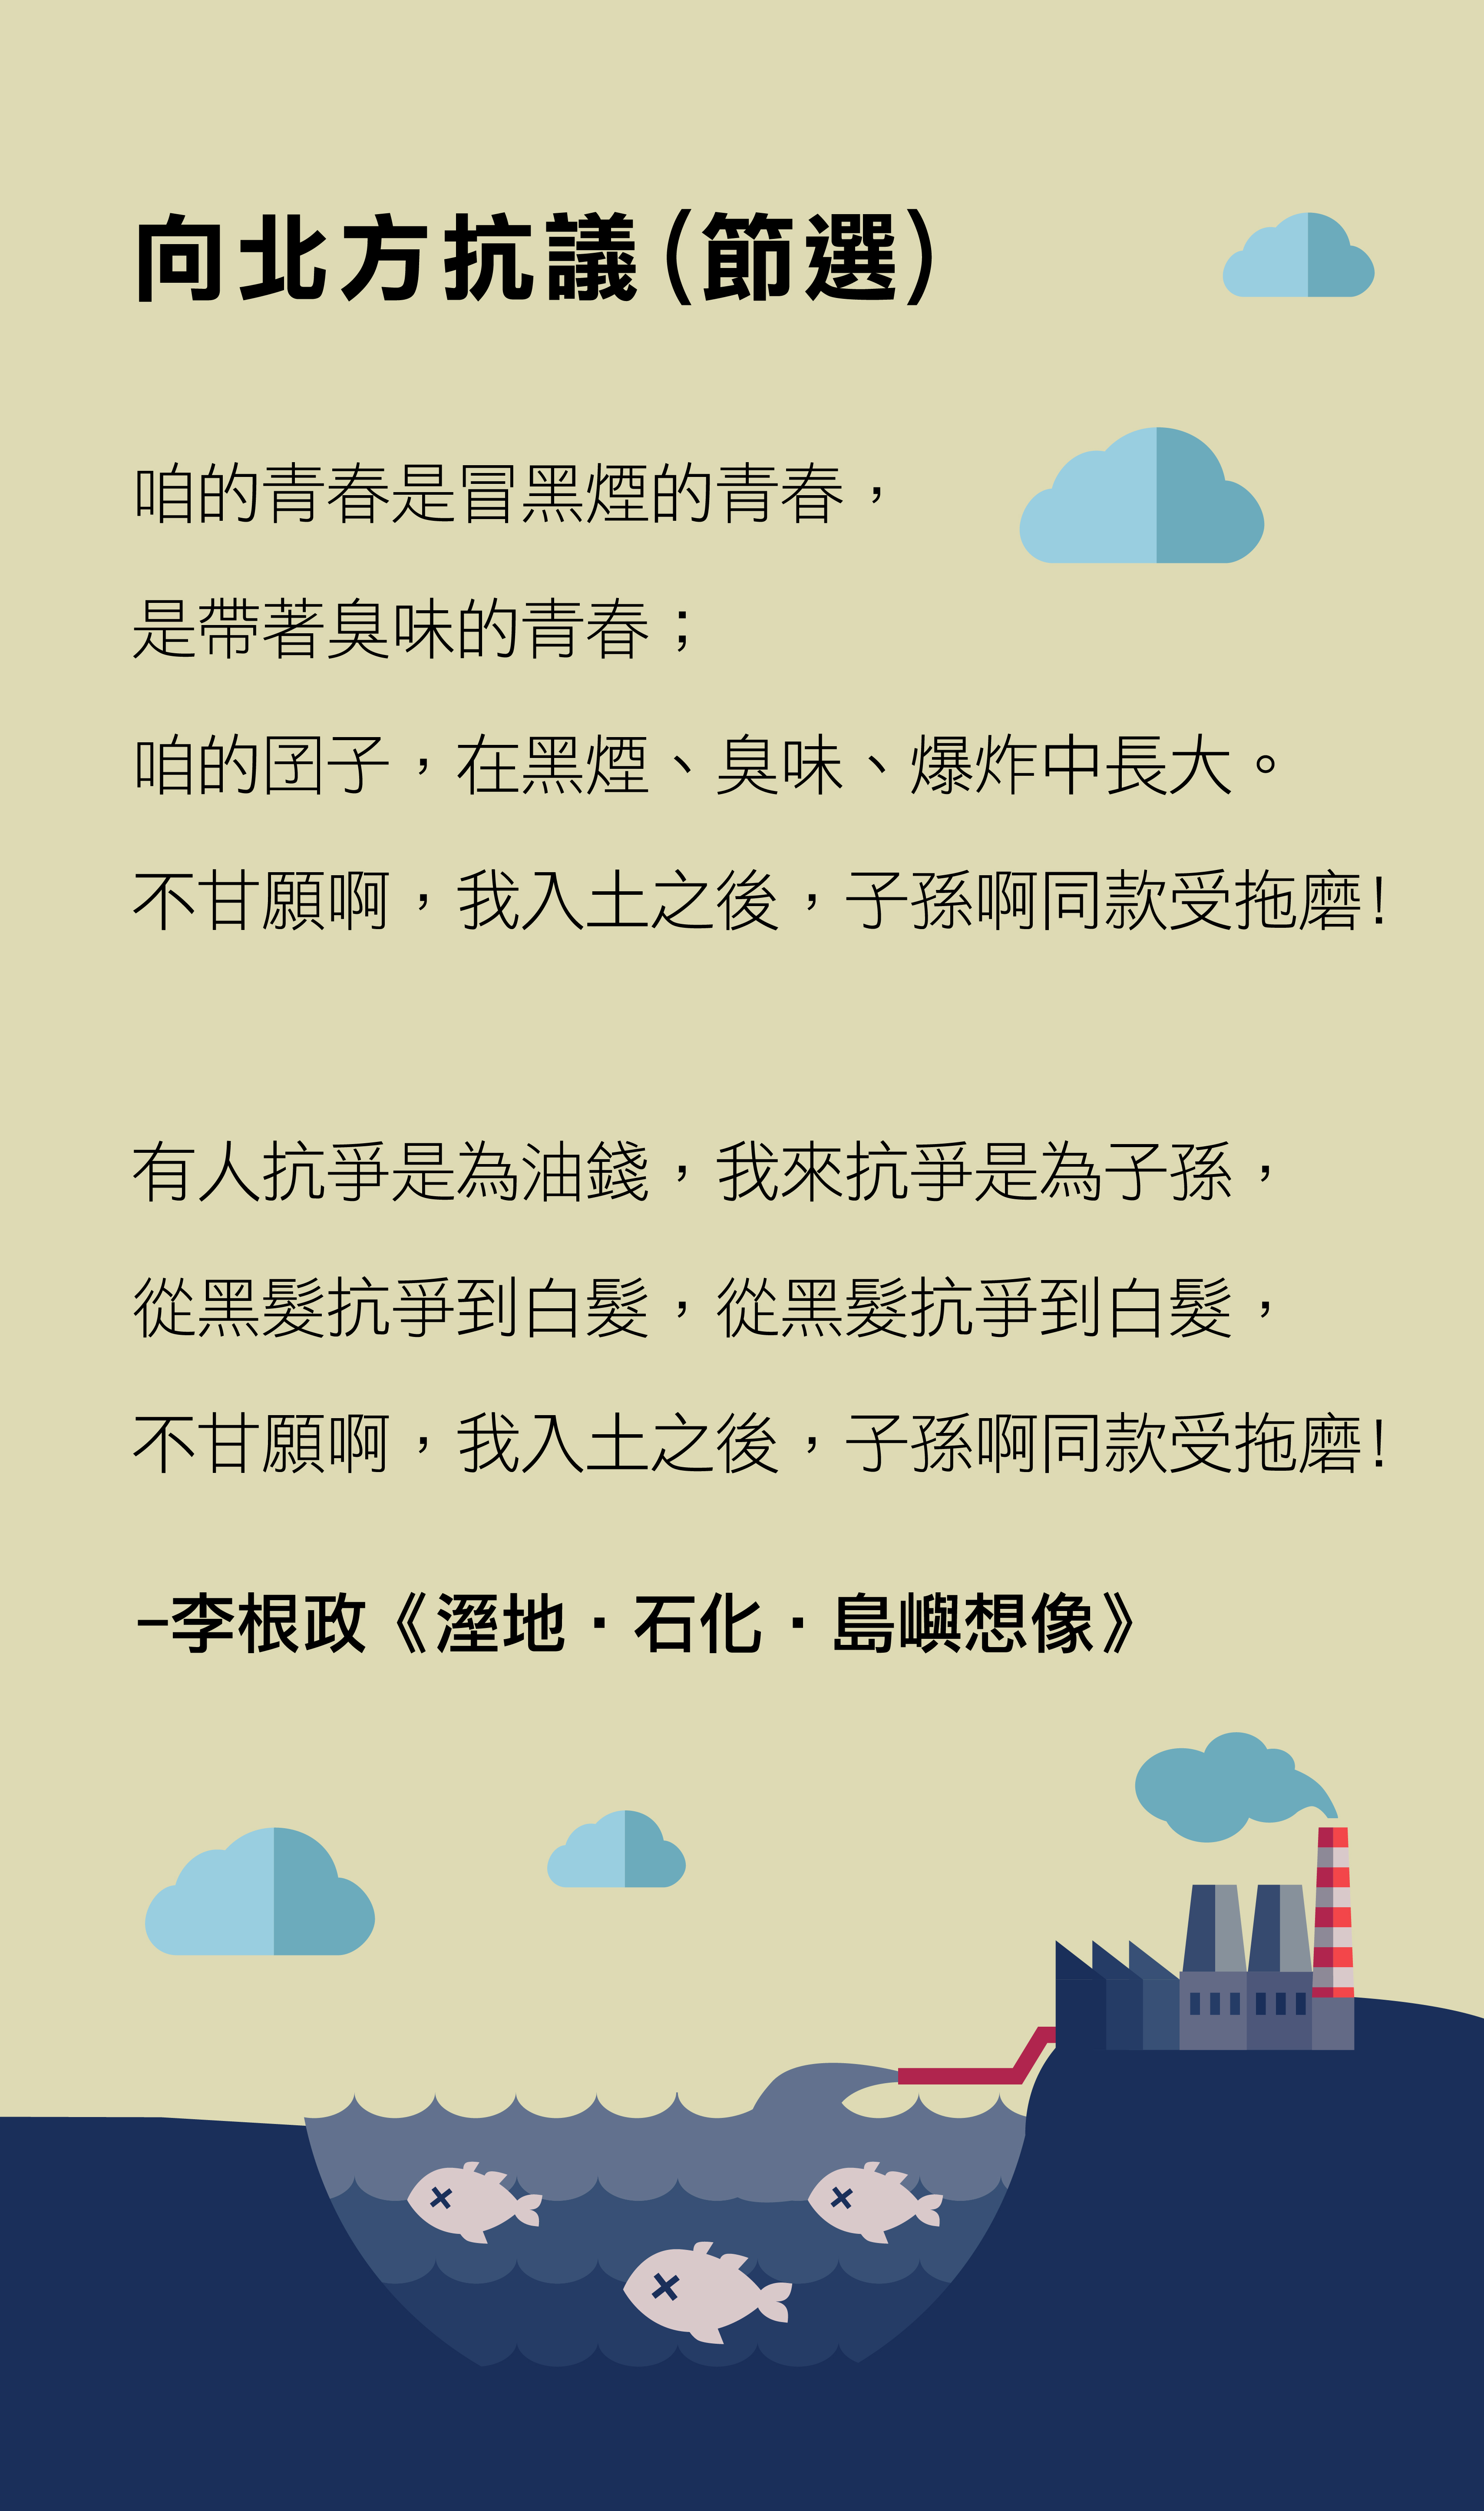 向北方抗議(節選)
咱的青春是冒黑煙的青春，
是帶著臭味的青春；
咱的囝子，在黑煙、臭味、爆炸中長大。
不甘願啊，我入土之後，子孫啊同款受拖磨!
有人抗爭是為油錢，我來抗爭是為子孫，
從黑髮抗爭到白髮，從黑髮抗爭到白髮，
不甘願啊，我入土之後，子孫啊同款受拖磨!
–李根政《溼地·石化·島嶼想像》